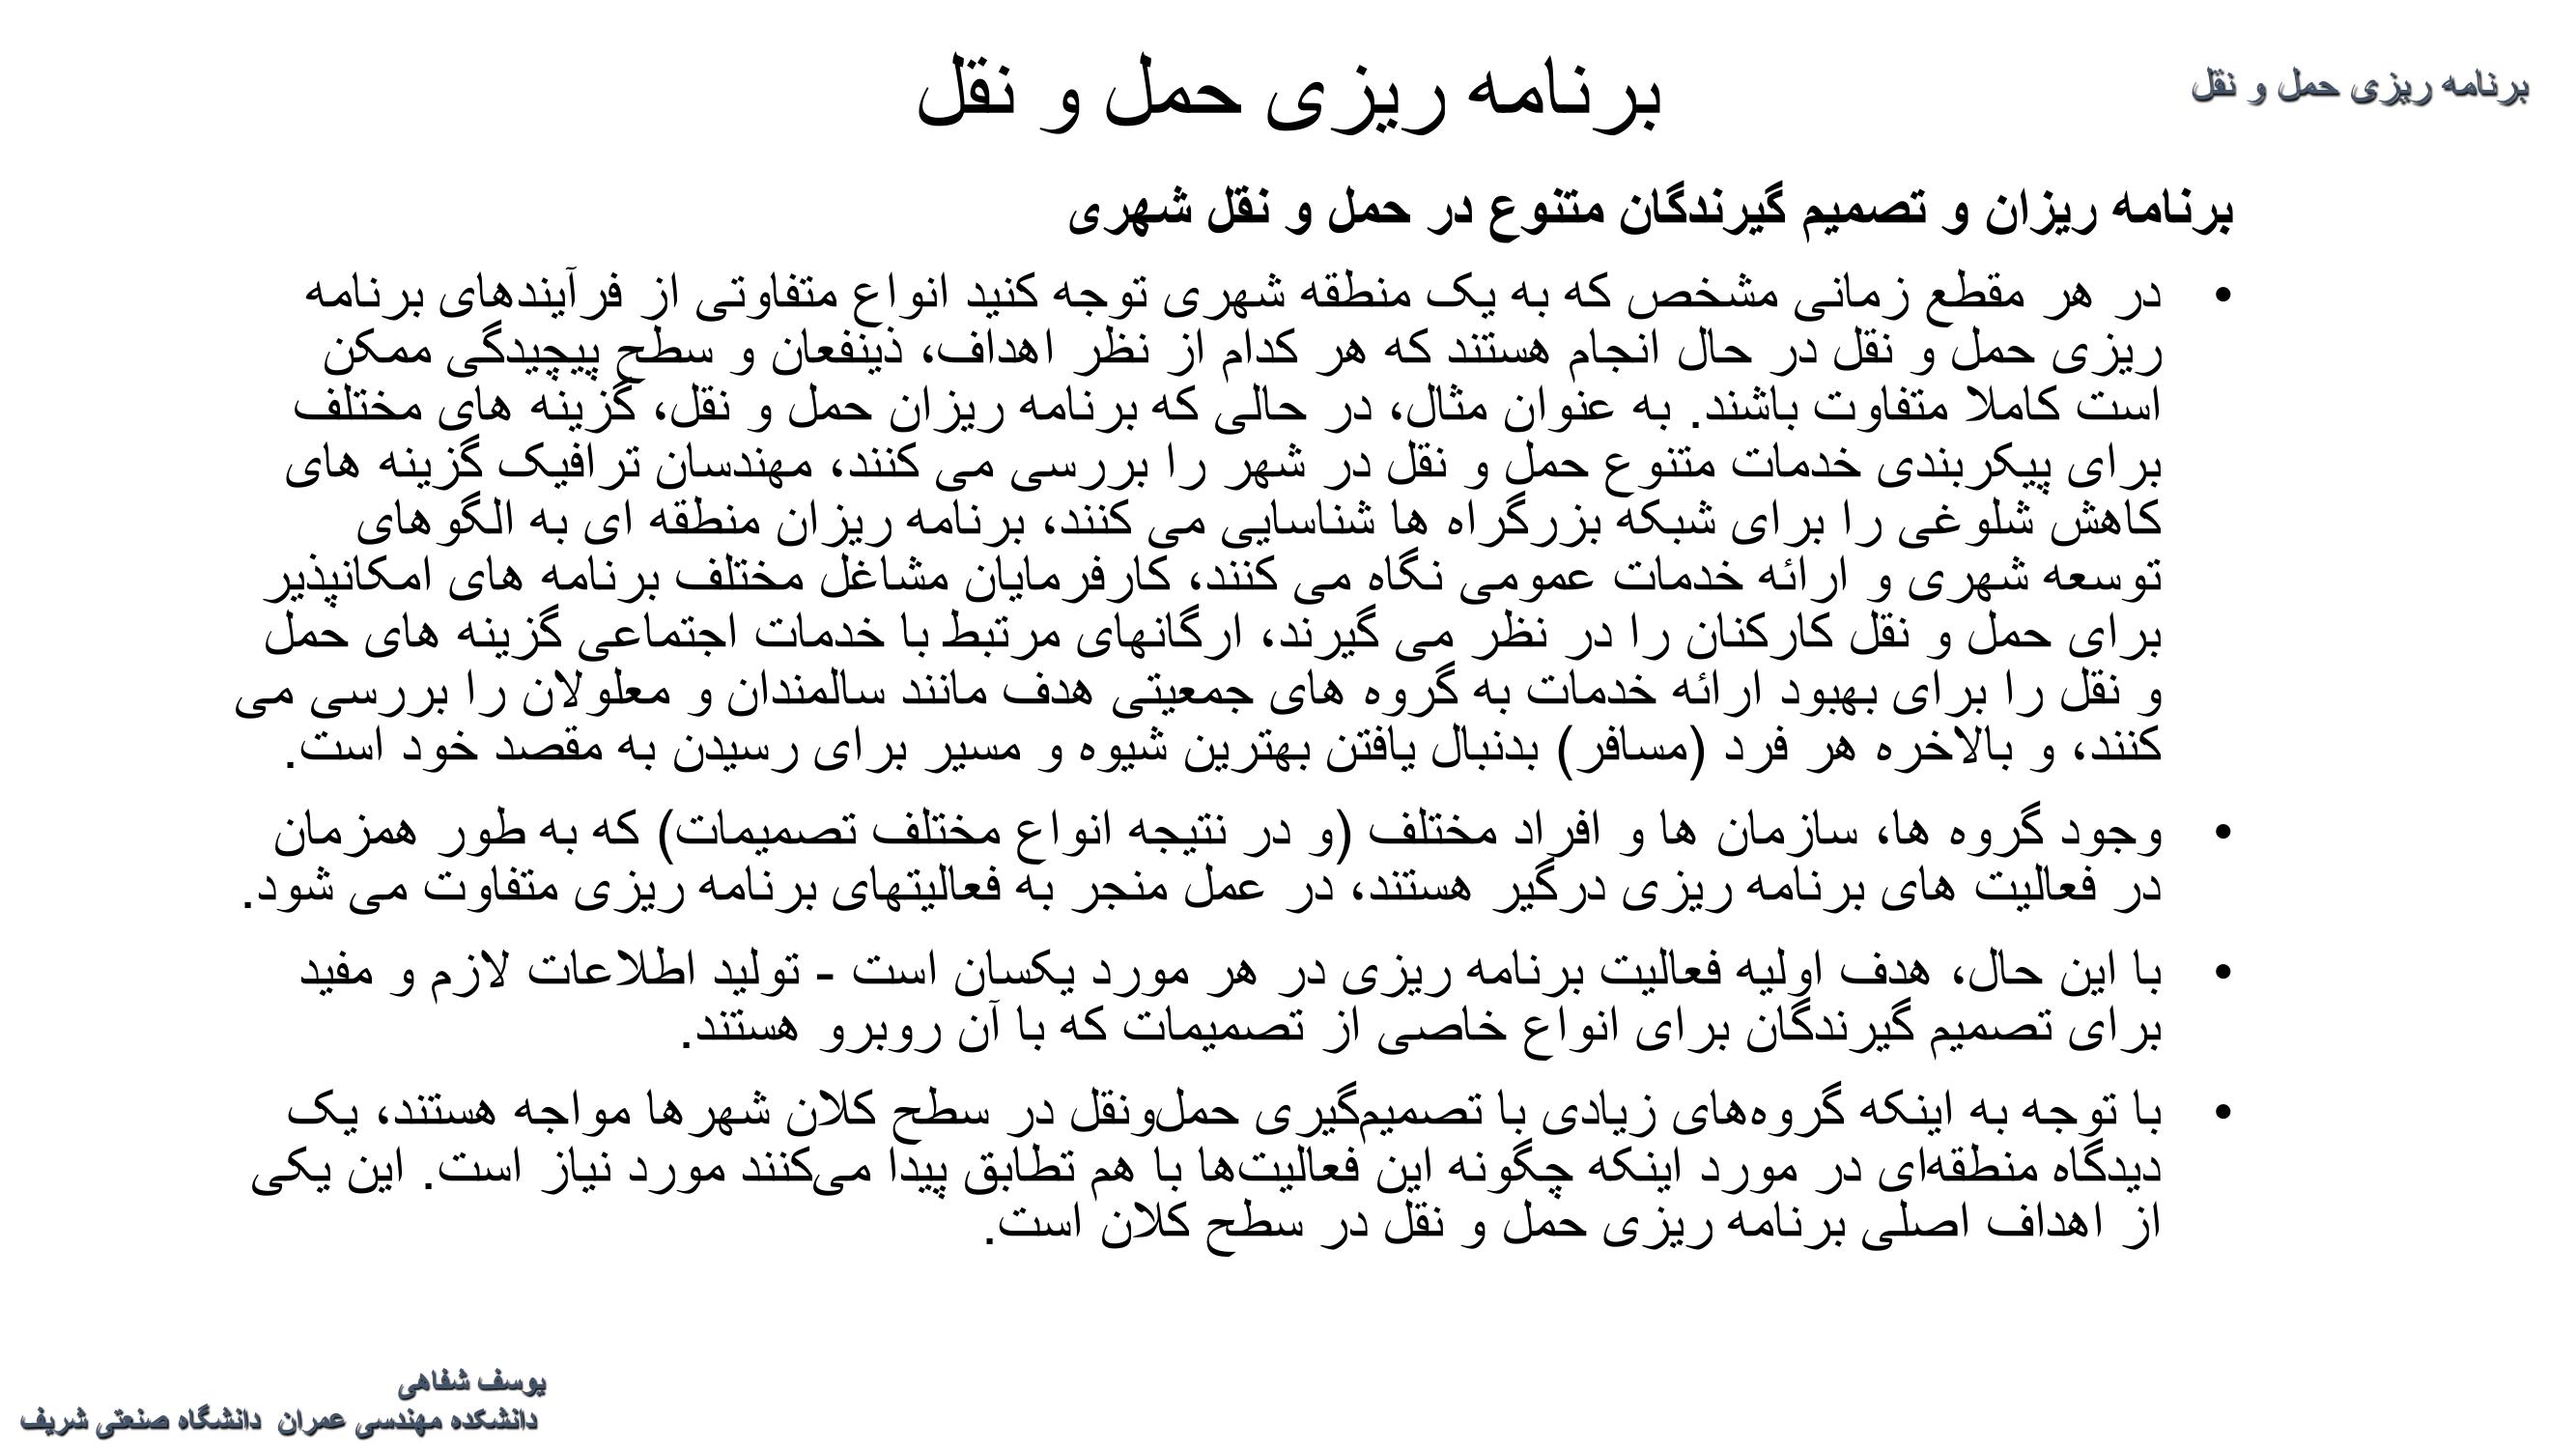 برنامه ریزی حمل و نقل
برنامه ریزی حمل و نقل
برنامه ریزان و تصمیم گیرندگان متنوع در حمل و نقل شهری
• در هر مقطع زمانی مشخص که به یک منطقه شهری توجه کنید انواع متفاوتی از فرآیندهای برنامه
ریزی حمل و نقل در حال انجام هستند که هر کدام از نظر اهداف، ذینفعان و سطح پیچیدگی ممکن
است کاملا متفاوت باشند. به عنوان مثال، در حالی که برنامه ریزان حمل و نقل، گزینه های مختلف
برای پیکربندی خدمات متنوع حمل و نقل در شهر را بررسی می کنند، مهندسان ترافیک گزینه های
کاهش شلوغی را برای شبکه بزرگراه ها شناسایی می کنند، برنامه ریزان منطقه ای به الگوهای
توسعه شهری و ارائه خدمات عمومی نگاه می کنند، کارفرمایان مشاغل مختلف برنامه های امکانپذیر
برای حمل و نقل کارکنان را در نظر می گیرند، ارگانهای مرتبط با خدمات اجتماعی گزینه های حمل
و نقل را برای بهبود ارائه خدمات به گروه های جمعیتی هدف مانند سالمندان و معلولان را بررسی می
کنند، و بالاخره هر فرد (مسافر) بدنبال یافتن بهترین شیوه و مسیر برای رسیدن به مقصد خود است.
• وجود گروه ها، سازمان ها و افراد مختلف (و در نتیجه انواع مختلف تصمیمات) که به طور همزمان
در فعالیت های برنامه ریزی درگیر هستند، در عمل منجر به فعالیتهای برنامه ریزی متفاوت می شود.
• با این حال، هدف اولیه فعالیت برنامه ریزی در هر مورد یکسان است - تولید اطلاعات لازم و مفید
برای تصمیم گیرندگان برای انواع خاصی از تصمیمات که با آن روبرو هستند.
• با توجه به اینکه گروه‌های زیادی با تصمیم‌گیری حمل‌ونقل در سطح کلان شهرها مواجه هستند، یک
دیدگاه منطقه‌ای در مورد اینکه چگونه این فعالیت‌ها با هم تطابق پیدا می‌کنند مورد نیاز است. این یکی
از اهداف اصلی برنامه ریزی حمل و نقل در سطح کلان است.
یوسف شفاهی
دانشکده مهندسی عمران دانشگاه صنعتی شریف